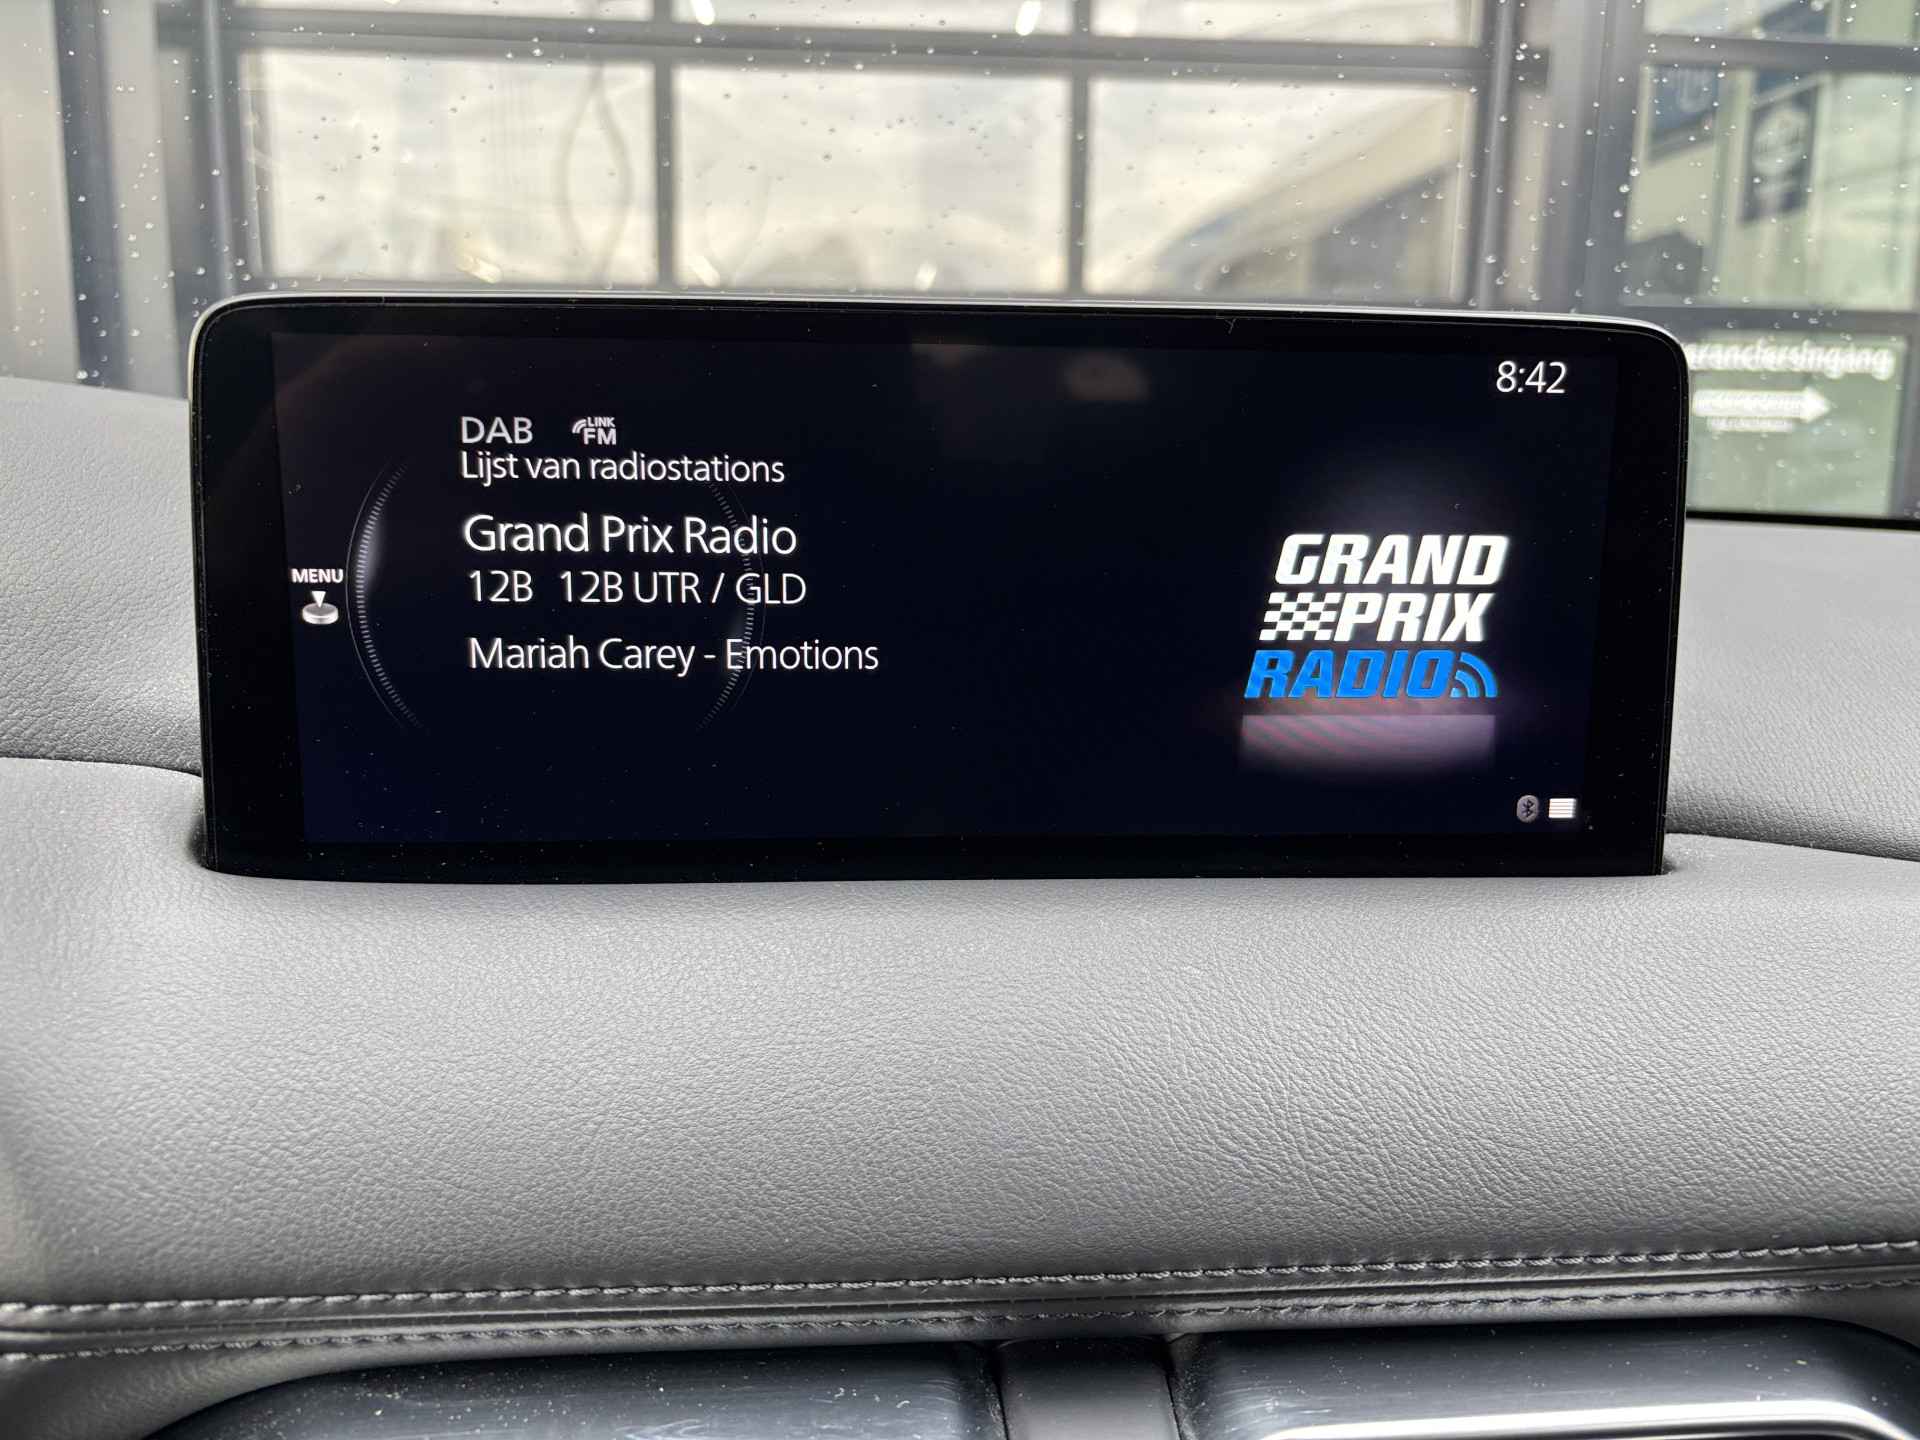 8:42
DAB LINK FM
Lijst van radiostations
Grand Prix Radio
12B 12B UTR / GLD
Mariah Carey - Emotions
MENU
GRAND
PRIX
RADIO